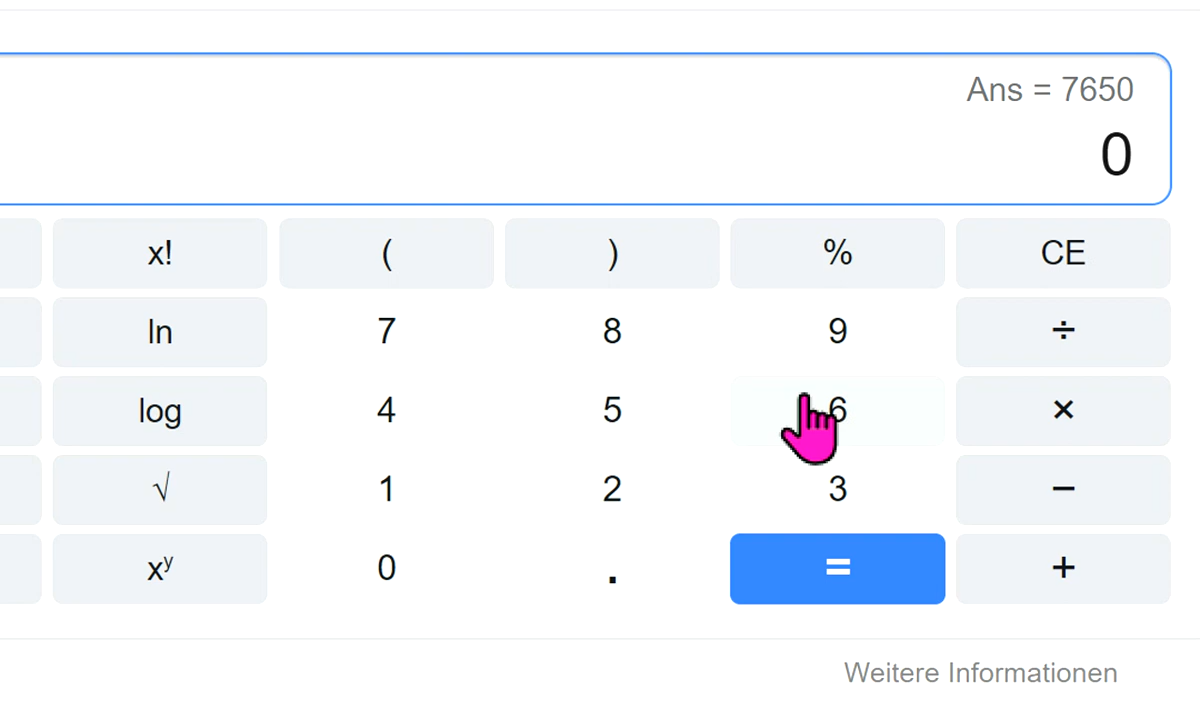 Ans = 7650
0
x! ( ) % CE
ln 7 8 9 ÷
log 4 5 6 ×
√ 1 2 3 −
xʸ 0 . = +
Weitere Informationen